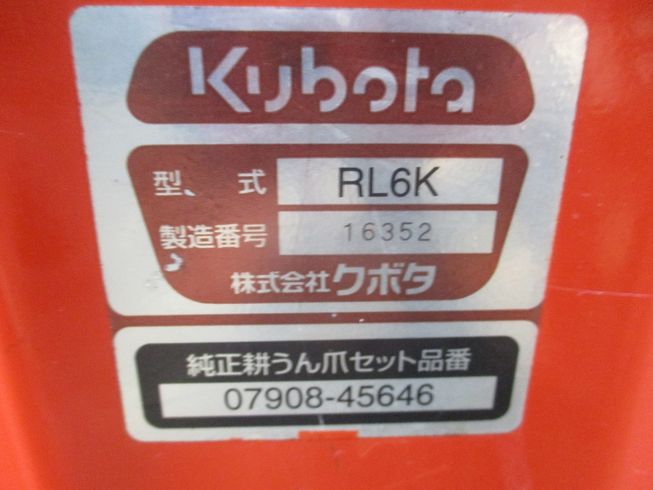 Kubota
型式 RL6K
製造番号 16352
株式会社クボタ
純正耕うん爪セット品番
07908-45646